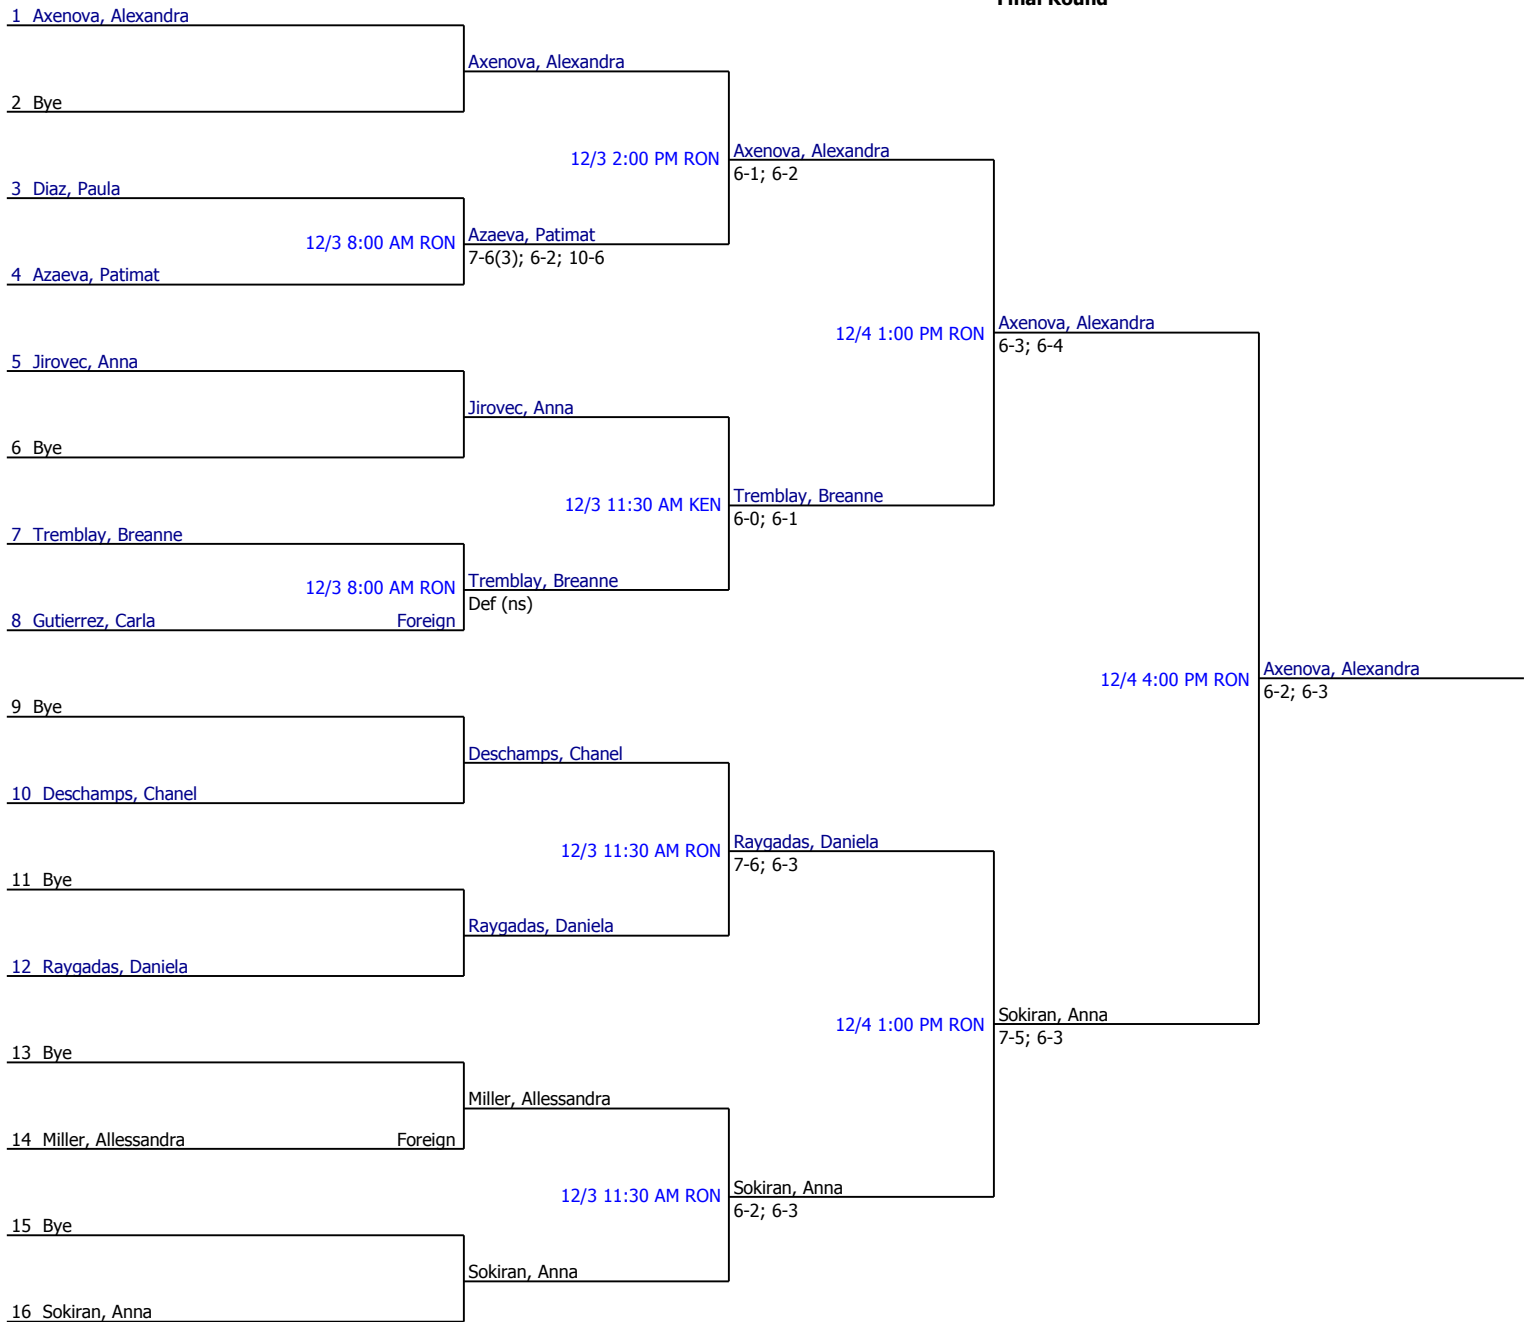 Final Round
1 Axenova, Alexandra
Axenova, Alexandra
2 Bye
12/3 2:00 PM RON
Axenova, Alexandra
6-1; 6-2
3 Diaz, Paula
12/3 8:00 AM RON
Azaeva, Patimat
7-6(3); 6-2; 10-6
4 Azaeva, Patimat
12/4 1:00 PM RON
Axenova, Alexandra
6-3; 6-4
5 Jirovec, Anna
Jirovec, Anna
6 Bye
12/3 11:30 AM KEN
Tremblay, Breanne
6-0; 6-1
7 Tremblay, Breanne
12/3 8:00 AM RON
Tremblay, Breanne
Def (ns)
8 Gutierrez, Carla Foreign
12/4 4:00 PM RON
Axenova, Alexandra
6-2; 6-3
9 Bye
Deschamps, Chanel
10 Deschamps, Chanel
12/3 11:30 AM RON
Raygadas, Daniela
7-6; 6-3
11 Bye
Raygadas, Daniela
12 Raygadas, Daniela
12/4 1:00 PM RON
Sokiran, Anna
7-5; 6-3
13 Bye
Miller, Allessandra
14 Miller, Allessandra Foreign
12/3 11:30 AM RON
Sokiran, Anna
6-2; 6-3
15 Bye
Sokiran, Anna
16 Sokiran, Anna